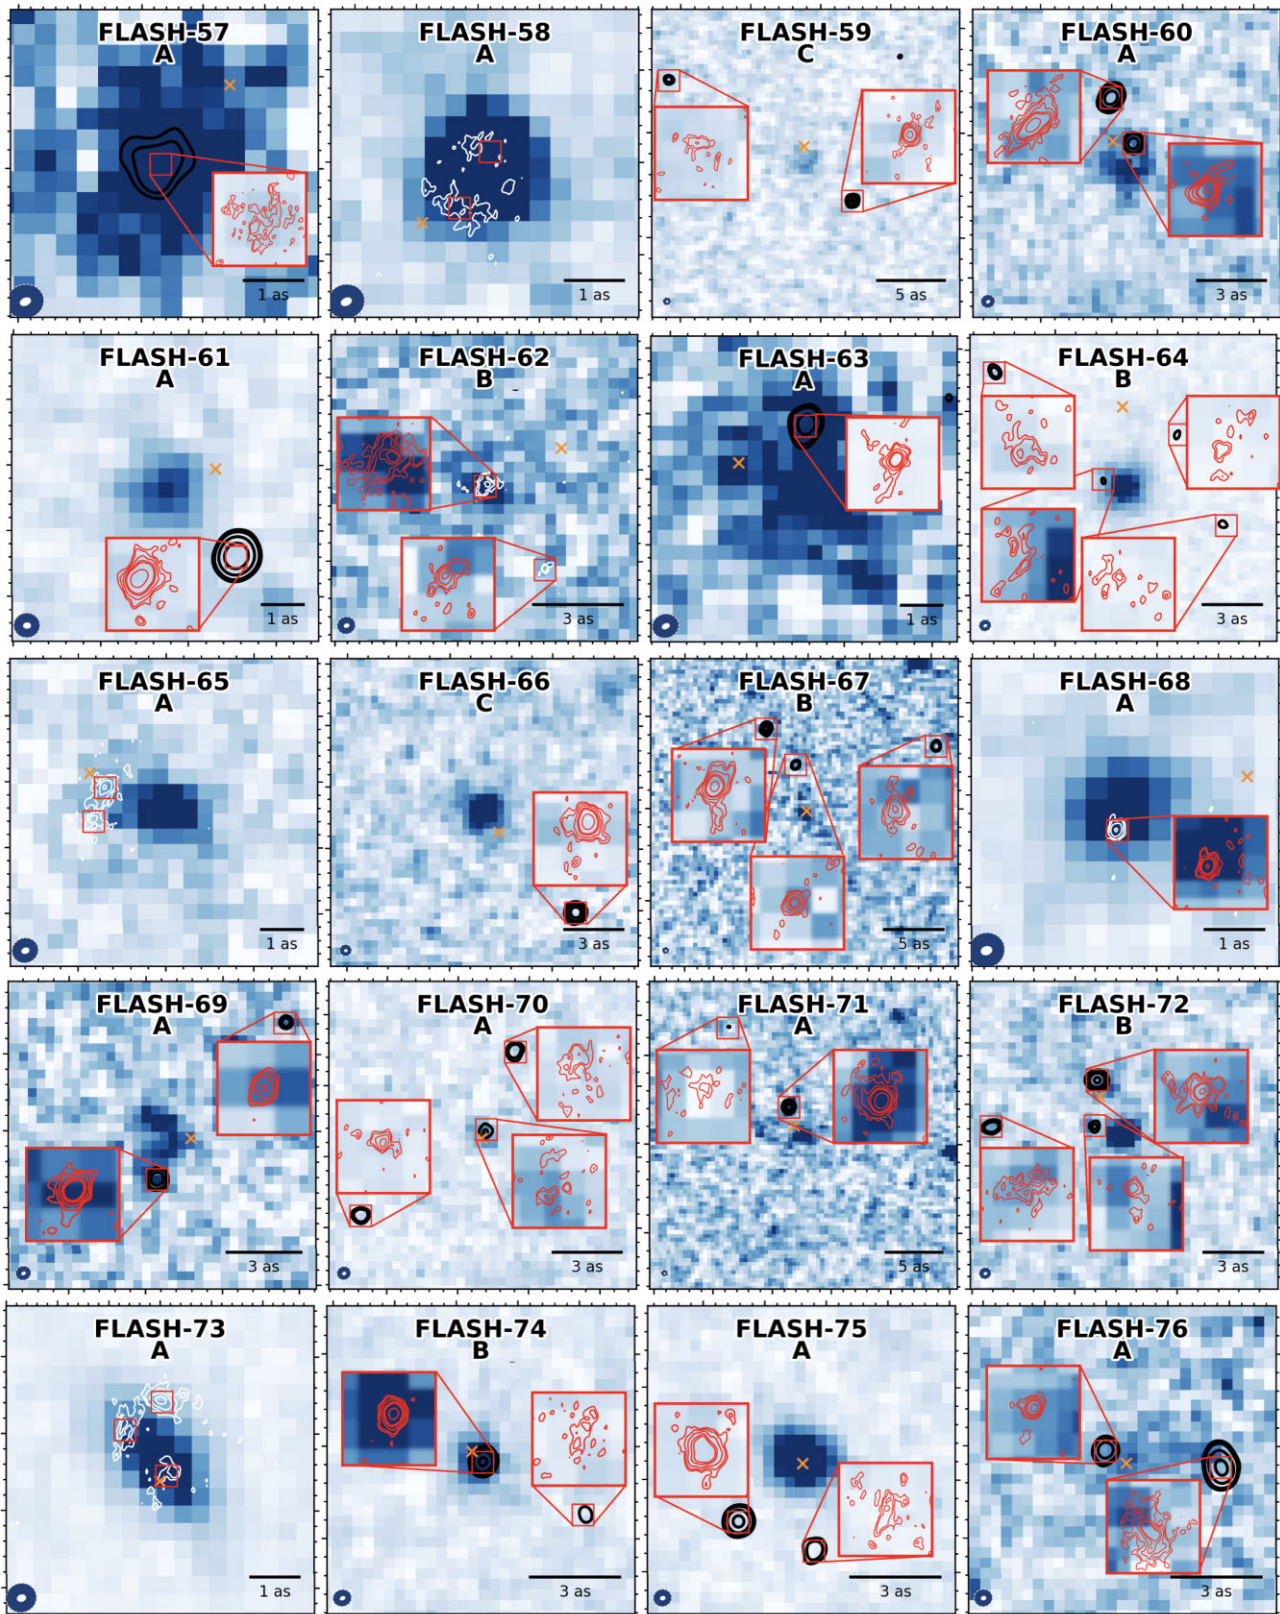 FLASH-57
A
1 as
FLASH-58
A
1 as
FLASH-59
C
5 as
FLASH-60
A
3 as
FLASH-61
A
1 as
FLASH-62
B
3 as
FLASH-63
A
1 as
FLASH-64
B
3 as
FLASH-65
A
1 as
FLASH-66
C
3 as
FLASH-67
B
5 as
FLASH-68
A
1 as
FLASH-69
A
3 as
FLASH-70
A
3 as
FLASH-71
A
5 as
FLASH-72
B
3 as
FLASH-73
A
1 as
FLASH-74
B
3 as
FLASH-75
A
3 as
FLASH-76
A
3 as